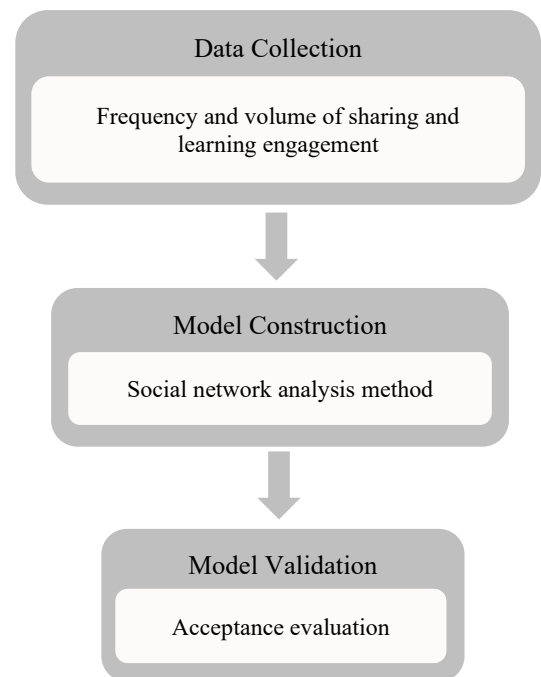 Data Collection
Frequency and volume of sharing and
learning engagement
Model Construction
Social network analysis method
Model Validation
Acceptance evaluation